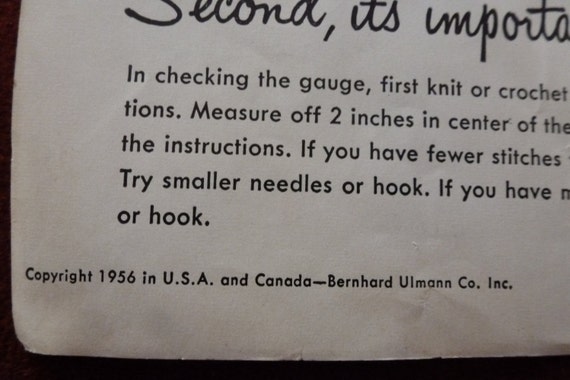 Second, its importa
In checking the gauge, first knit or crochet
tions. Measure off 2 inches in center of the
the instructions. If you have fewer stitches
Try smaller needles or hook. If you have m
or hook.
Copyright 1956 in U.S.A. and Canada—Bernhard Ulmann Co. Inc.